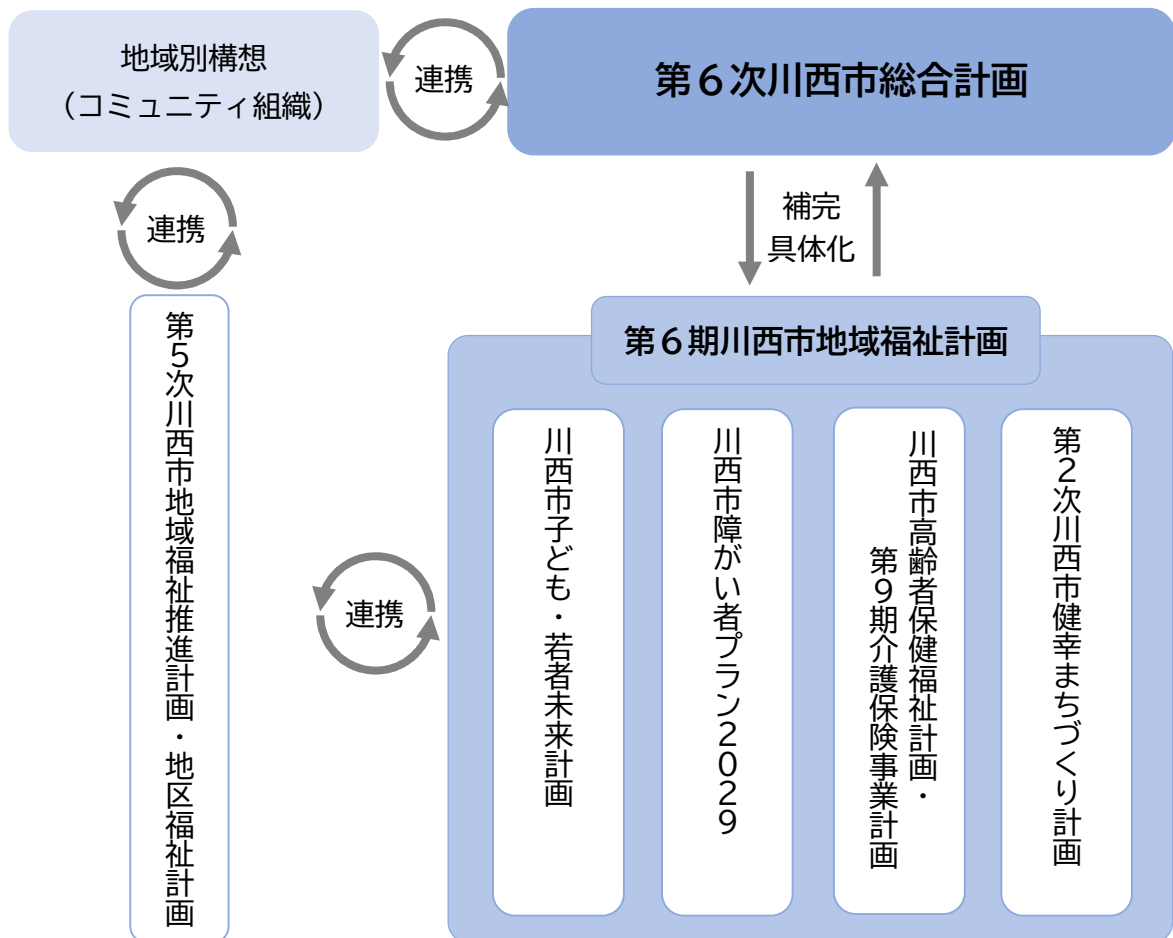 地域別構想
（コミュニティ組織）
連携
第６次川西市総合計画
連携
補完
具体化
第５次川西市地域福祉推進計画・地区福祉計画
連携
第６期川西市地域福祉計画
川西市子ども・若者未来計画
川西市障がい者プラン２０２９
川西市高齢者保健福祉計画・
第９期介護保険事業計画
第２次川西市健幸まちづくり計画